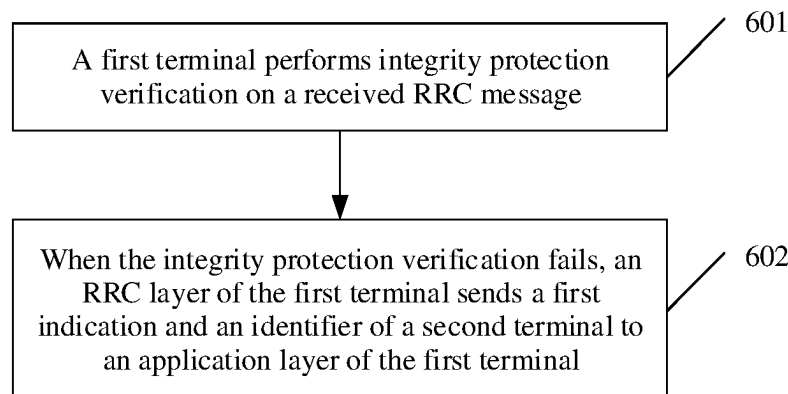 601
A first terminal performs integrity protection
verification on a received RRC message
602
When the integrity protection verification fails, an
RRC layer of the first terminal sends a first
indication and an identifier of a second terminal to
an application layer of the first terminal